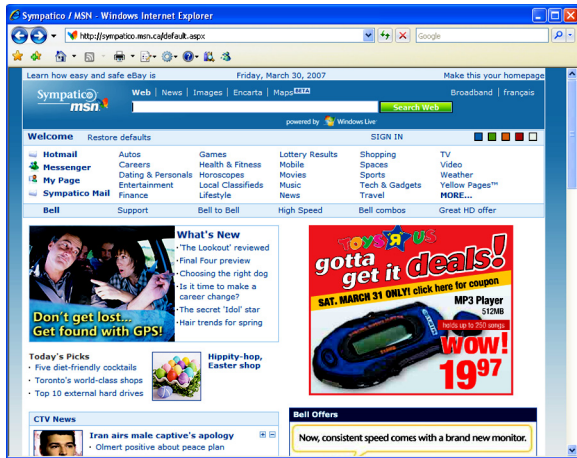 Sympatico / MSN - Windows Internet Explorer
http://sympatico.msn.ca/default.aspx
Google
Learn how easy and safe eBay is Friday, March 30, 2007 Make this your homepage
Sympatico msn
Web | News | Images | Encarta | Maps BETA
Broadband | français
Search Web
powered by Windows Live
Welcome Restore defaults SIGN IN
Hotmail Autos Games Lottery Results Shopping TV
Messenger Careers Health & Fitness Mobile Spaces Video
My Page Dating & Personals Horoscopes Movies Sports Weather
Entertainment Local Classifieds Music Tech & Gadgets Yellow Pages™
Sympatico Mail Finance Lifestyle News Travel MORE...
Bell Support Bell to Bell High Speed Bell combos Great HD offer
Don't get lost...
Get found with GPS!
What's New
·'The Lookout' reviewed
·Final Four preview
·Choosing the right dog
·Is it time to make a
career change?
·The secret 'Idol' star
·Hair trends for spring
TOYS R US
gotta
get it deals!
SAT. MARCH 31 ONLY! click here for coupon
MP3 Player
512MB
holds up to 250 songs
WOW!
19 97
Today's Picks
· Five diet-friendly cocktails
· Toronto's world-class shops
· Top 10 external hard drives
Hippity-hop,
Easter shop
CTV News
Iran airs male captive's apology
· Olmert positive about peace plan
Bell Offers
Now, consistent speed comes with a brand new monitor.